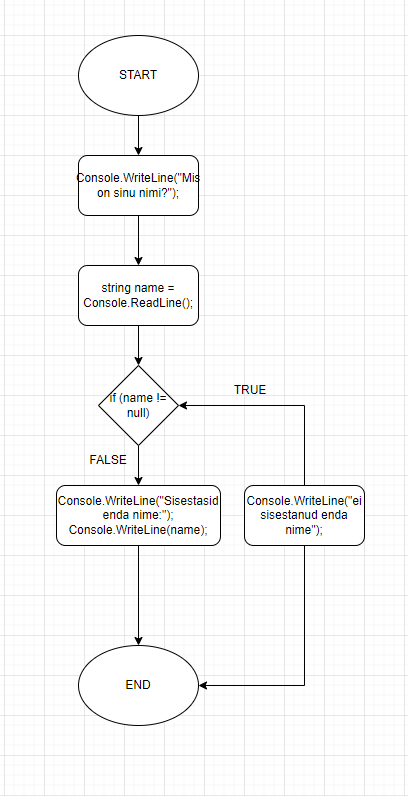 START
Console.WriteLine("Mis
on sinu nimi?");
string name =
Console.ReadLine();
if (name !=
null)
TRUE
FALSE
Console.WriteLine("Sisestasid
enda nime:");
Console.WriteLine(name);
Console.WriteLine("ei
sisestanud enda
nime");
END